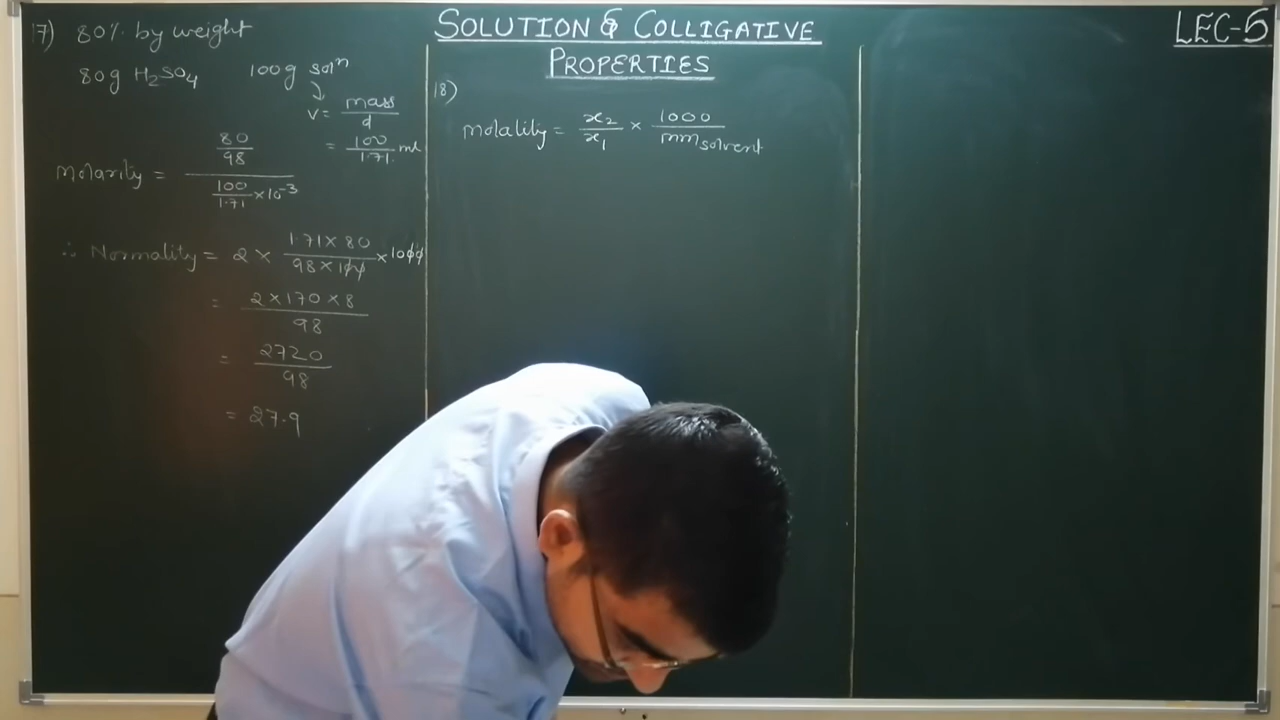 SOLUTION & COLLIGATIVE
PROPERTIES
LEC-5
17) 80% by weight
80g H₂SO₄ 100g solⁿ
v = mass / d
= 100 / 1.71 ml
Molarity = (80/98) / (100/1.71 × 10⁻³)
∴ Normality = 2 × (1.71 × 80) / (98 × 100) × 1000
= (2 × 170 × 8) / 98
= 2720 / 98
= 27.9
18)
molality = x₂ / x₁ × 1000 / mm solvent